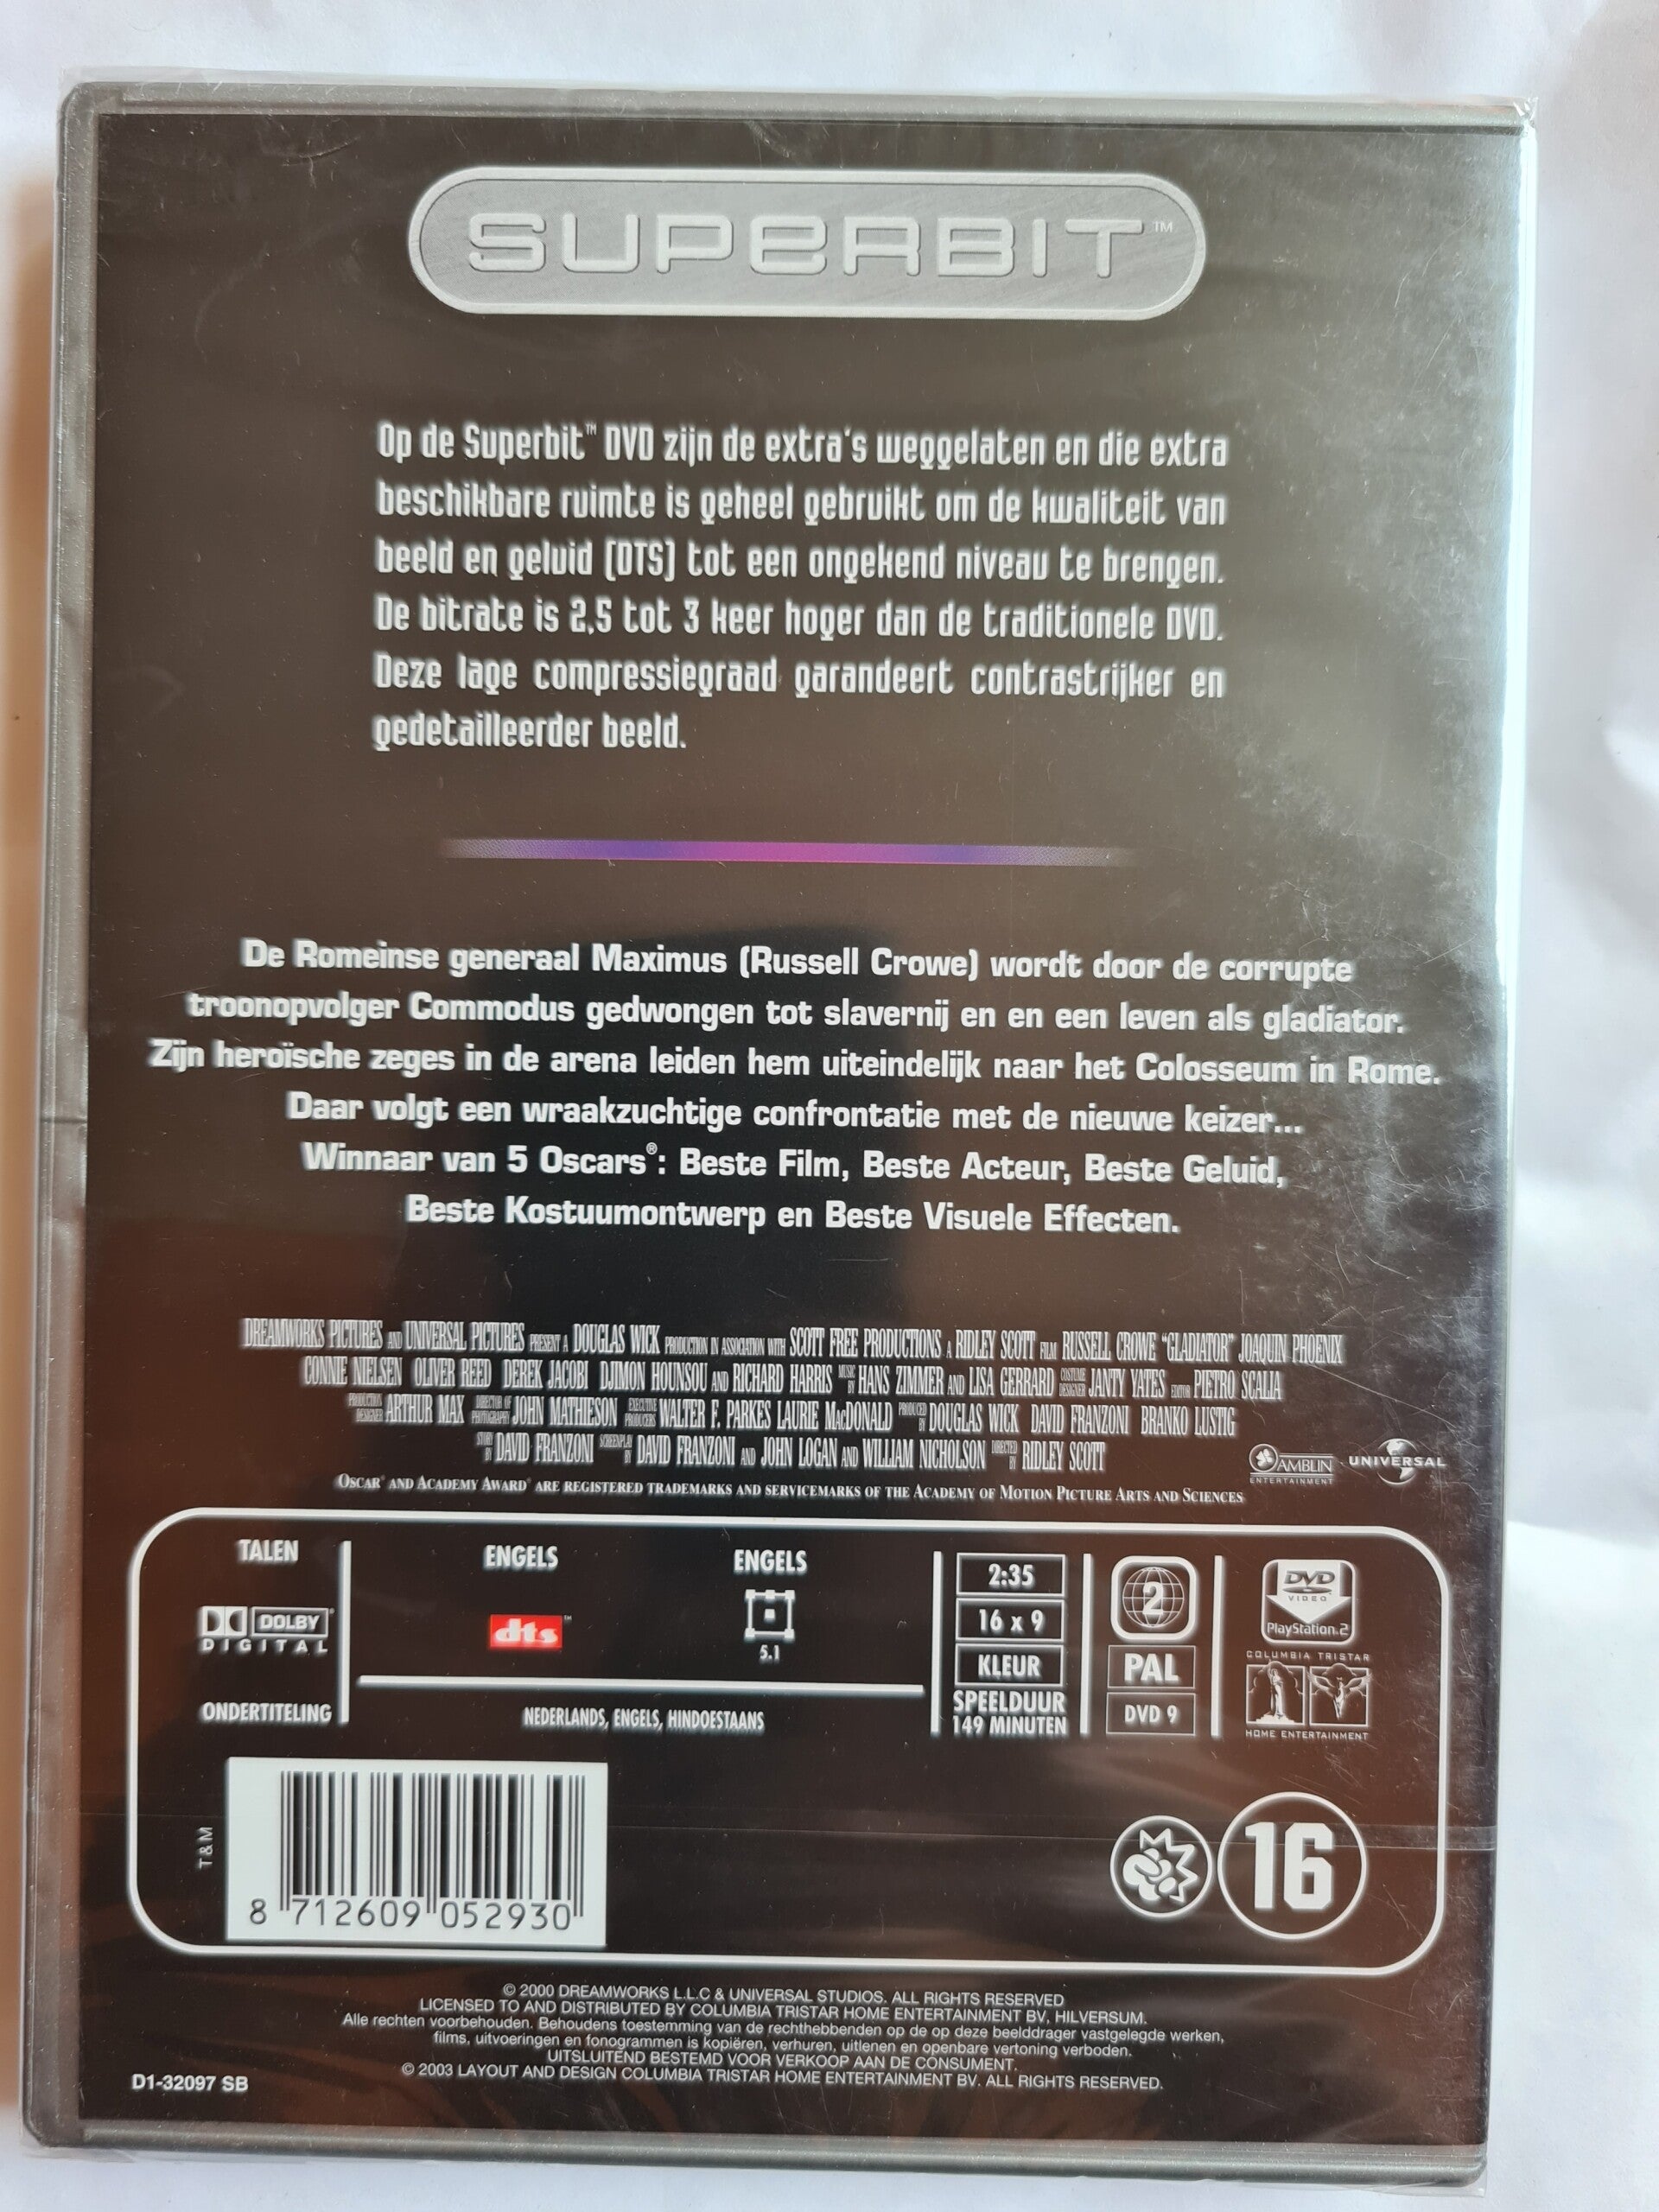 SUPERBIT™
Op de Superbit™ DVD zijn de extra's weggelaten en die extra
beschikbare ruimte is geheel gebruikt om de kwaliteit van
beeld en geluid (DTS) tot een ongekend niveau te brengen.
De bitrate is 2,5 tot 3 keer hoger dan de traditionele DVD.
Deze lage compressiegraad garandeert contrastrijker en
gedetailleerder beeld.
De Romeinse generaal Maximus (Russell Crowe) wordt door de corrupte
troonopvolger Commodus gedwongen tot slavernij en en een leven als gladiator.
Zijn heroïsche zeges in de arena leiden hem uiteindelijk naar het Colosseum in Rome.
Daar volgt een wraakzuchtige confrontatie met de nieuwe keizer...
Winnaar van 5 Oscars®: Beste Film, Beste Acteur, Beste Geluid,
Beste Kostuumontwerp en Beste Visuele Effecten.
DREAMWORKS PICTURES AND UNIVERSAL PICTURES PRESENT A DOUGLAS WICK PRODUCTION IN ASSOCIATION WITH SCOTT FREE PRODUCTIONS A RIDLEY SCOTT FILM RUSSELL CROWE "GLADIATOR" JOAQUIN PHOENIX
CONNIE NIELSEN OLIVER REED DEREK JACOBI DJIMON HOUNSOU AND RICHARD HARRIS MUSIC BY HANS ZIMMER AND LISA GERRARD COSTUME DESIGNER JANTY YATES EDITOR PIETRO SCALIA
PRODUCTION DESIGNER ARTHUR MAX DIRECTOR OF PHOTOGRAPHY JOHN MATHIESON EXECUTIVE PRODUCERS WALTER F. PARKES LAURIE MACDONALD PRODUCED BY DOUGLAS WICK DAVID FRANZONI BRANKO LUSTIG
STORY BY DAVID FRANZONI SCREENPLAY BY DAVID FRANZONI AND JOHN LOGAN AND WILLIAM NICHOLSON DIRECTED BY RIDLEY SCOTT
AMBLIN ENTERTAINMENT
UNIVERSAL
OSCAR® AND ACADEMY AWARD® ARE REGISTERED TRADEMARKS AND SERVICEMARKS OF THE ACADEMY OF MOTION PICTURE ARTS AND SCIENCES
TALEN
ENGELS
ENGELS
DOLBY
DIGITAL
dts™
5.1
ONDERTITELING
NEDERLANDS, ENGELS, HINDOESTAANS
2:35
16 x 9
KLEUR
SPEELDUUR
149 MINUTEN
2
PAL
DVD 9
DVD
VIDEO
PlayStation.2
COLUMBIA TRISTAR
HOME ENTERTAINMENT
T&M
8 712609 052930
16
© 2000 DREAMWORKS L.L.C & UNIVERSAL STUDIOS. ALL RIGHTS RESERVED
LICENSED TO AND DISTRIBUTED BY COLUMBIA TRISTAR HOME ENTERTAINMENT BV, HILVERSUM.
Alle rechten voorbehouden. Behoudens toestemming van de rechthebbenden op de op deze beelddrager vastgelegde werken,
films, uitvoeringen en fonogrammen is kopiëren, verhuren, uitlenen en openbare vertoning verboden.
UITSLUITEND BESTEMD VOOR VERKOOP AAN DE CONSUMENT.
© 2003 LAYOUT AND DESIGN COLUMBIA TRISTAR HOME ENTERTAINMENT BV. ALL RIGHTS RESERVED.
D1-32097 SB